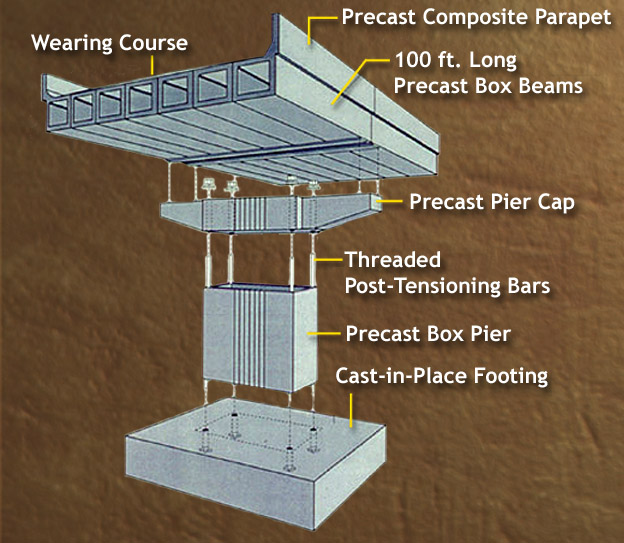 Precast Composite Parapet
Wearing Course
100 ft. Long
Precast Box Beams
Precast Pier Cap
Threaded
Post-Tensioning Bars
Precast Box Pier
Cast-in-Place Footing